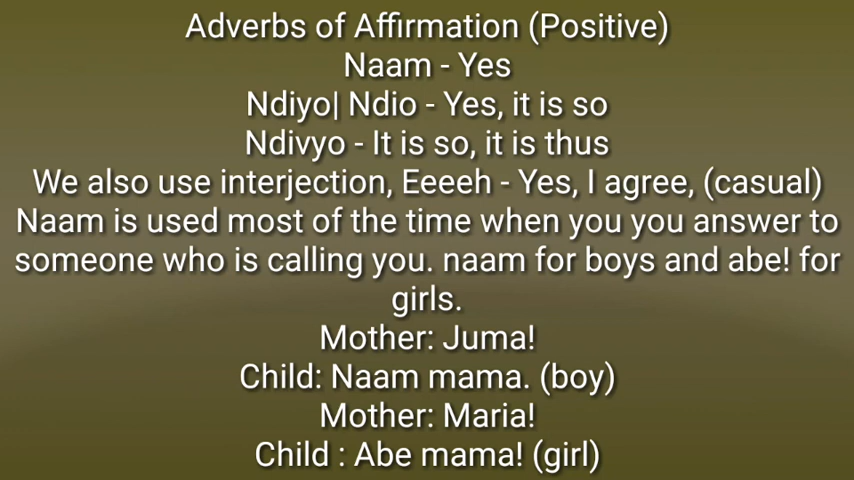 Adverbs of Affirmation (Positive)
Naam - Yes
Ndiyo| Ndio - Yes, it is so
Ndivyo - It is so, it is thus
We also use interjection, Eeeeh - Yes, I agree, (casual)
Naam is used most of the time when you you answer to
someone who is calling you. naam for boys and abe! for
girls.
Mother: Juma!
Child: Naam mama. (boy)
Mother: Maria!
Child : Abe mama! (girl)